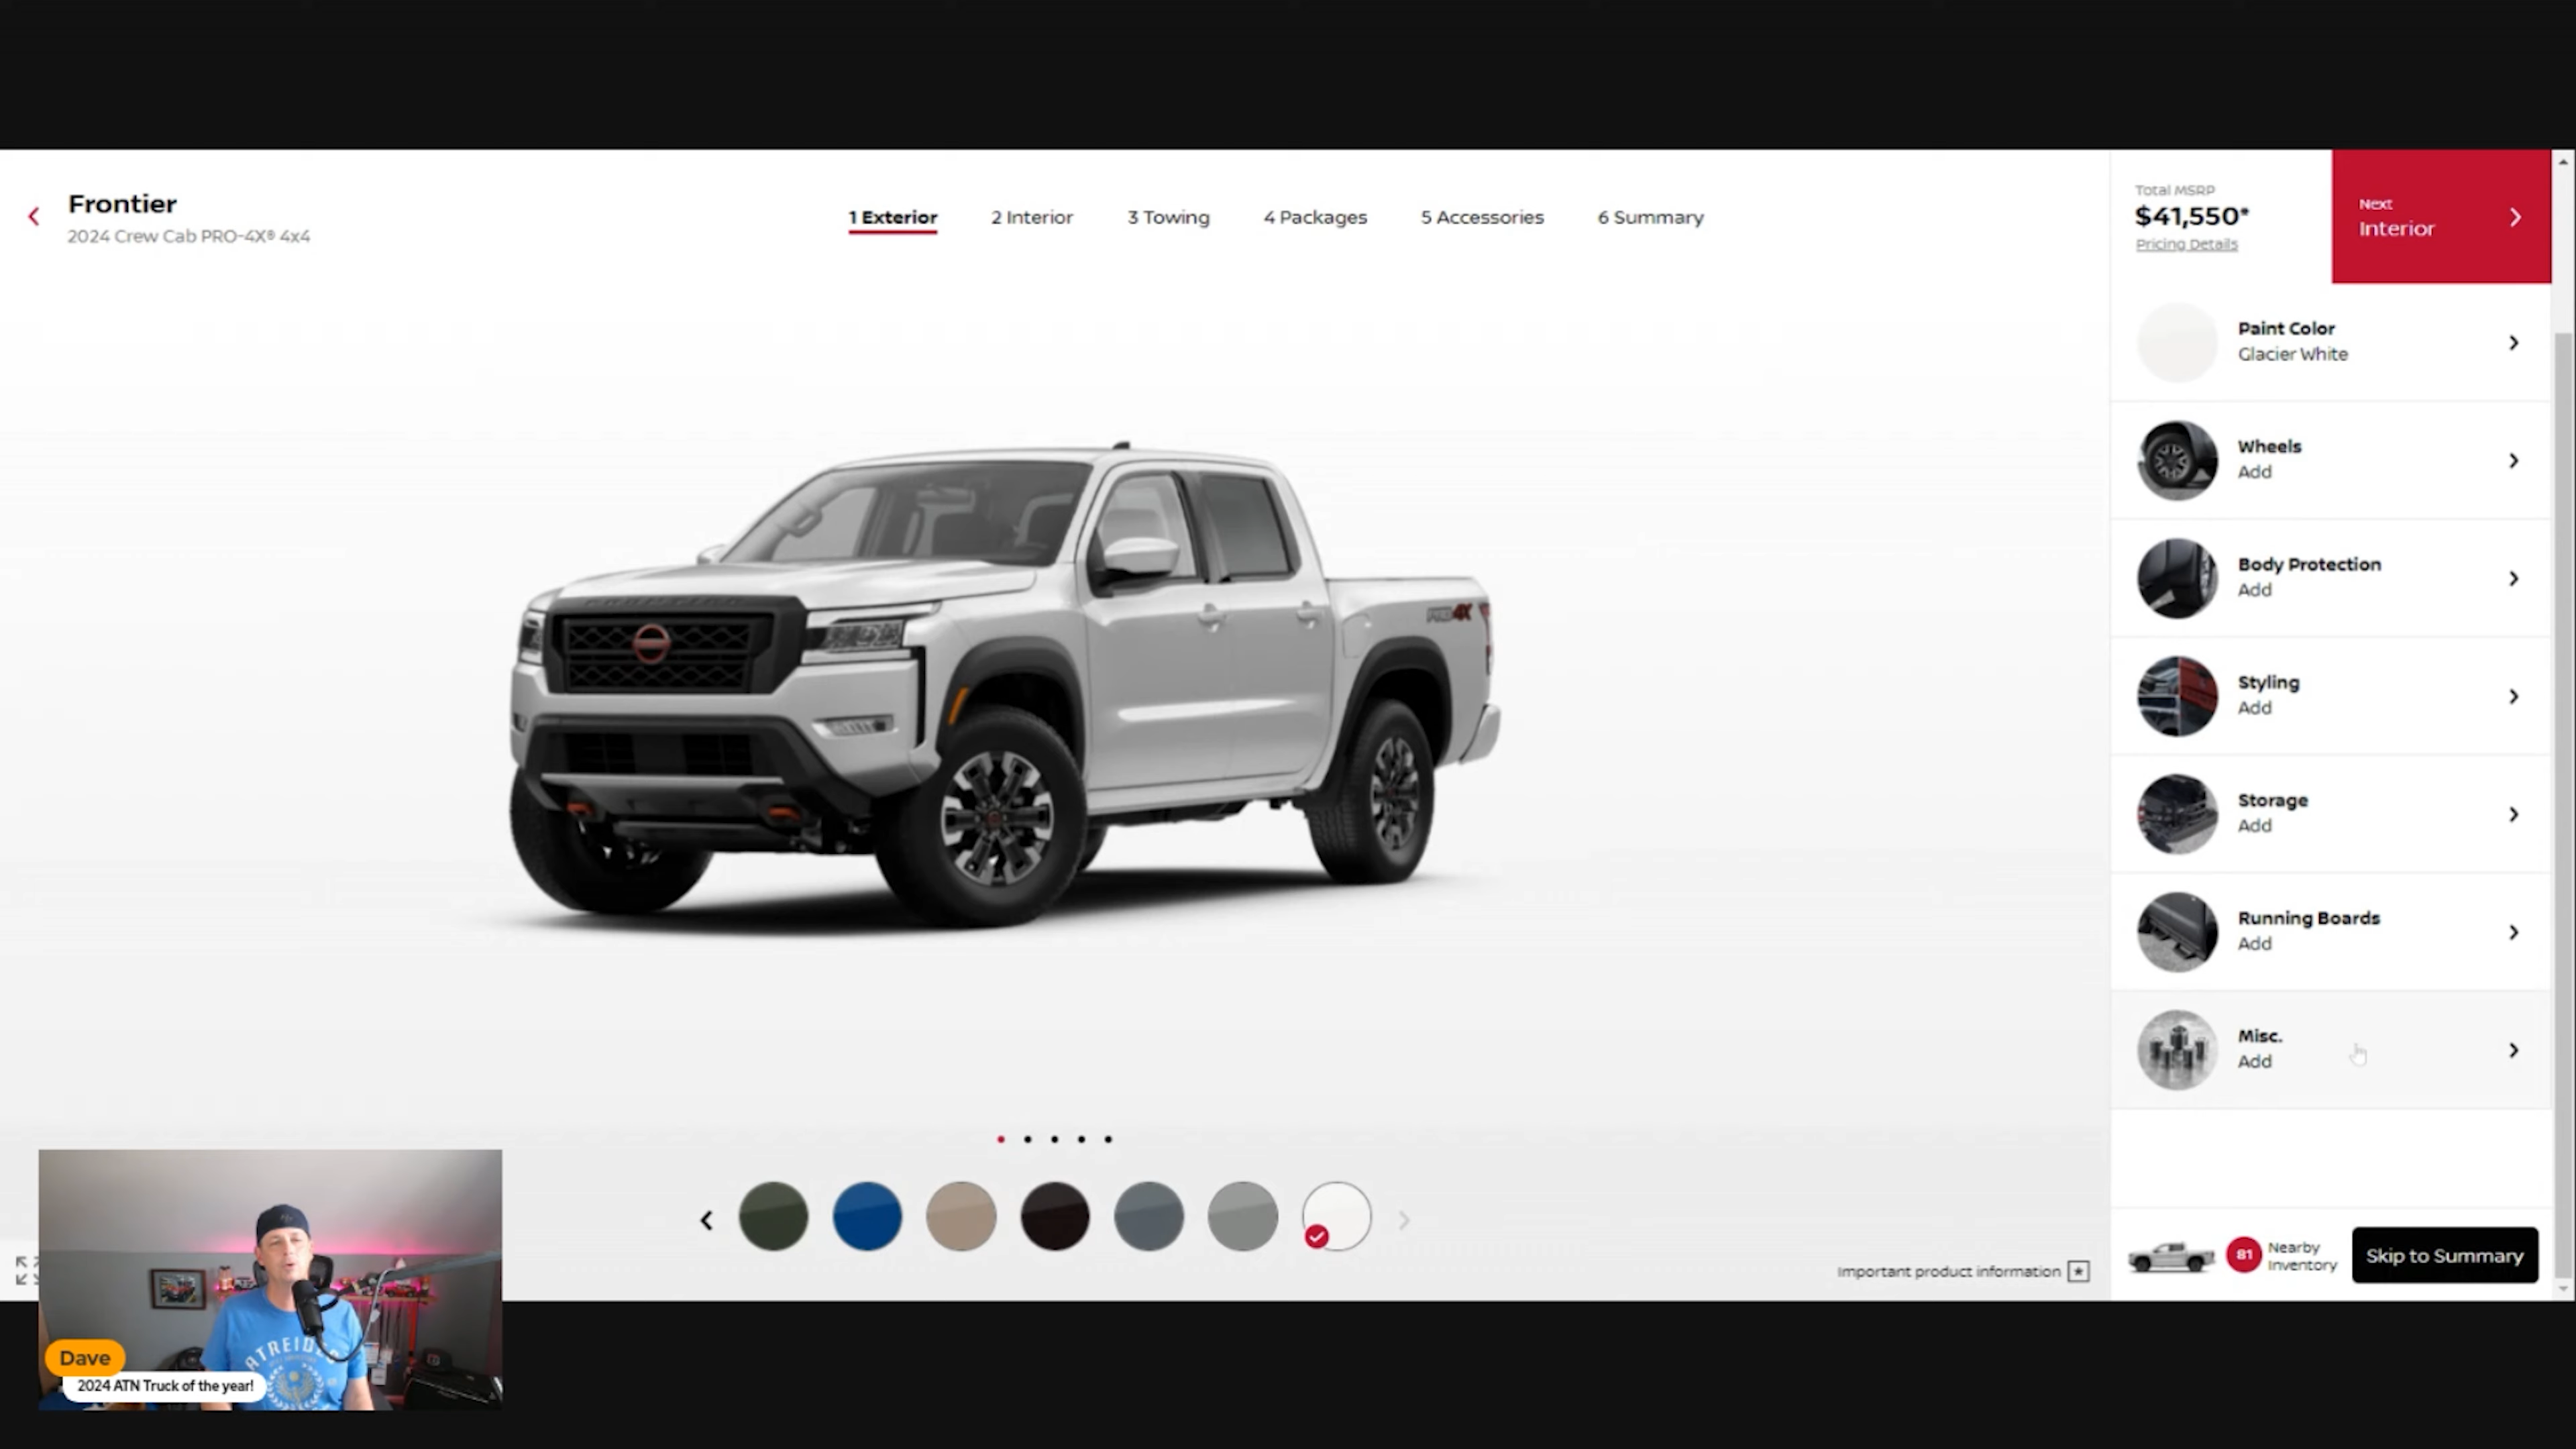 Frontier
2024 Crew Cab PRO-4X® 4x4
1 Exterior
2 Interior
3 Towing
4 Packages
5 Accessories
6 Summary
Total MSRP
$41,550*
Pricing Details
Next
Interior
Paint Color
Glacier White
Wheels
Add
Body Protection
Add
Styling
Add
Storage
Add
Running Boards
Add
Misc.
Add
PRO4X
Important product information *
81
Nearby
Inventory
Skip to Summary
ATREIDES
Dave
2024 ATN Truck of the year!